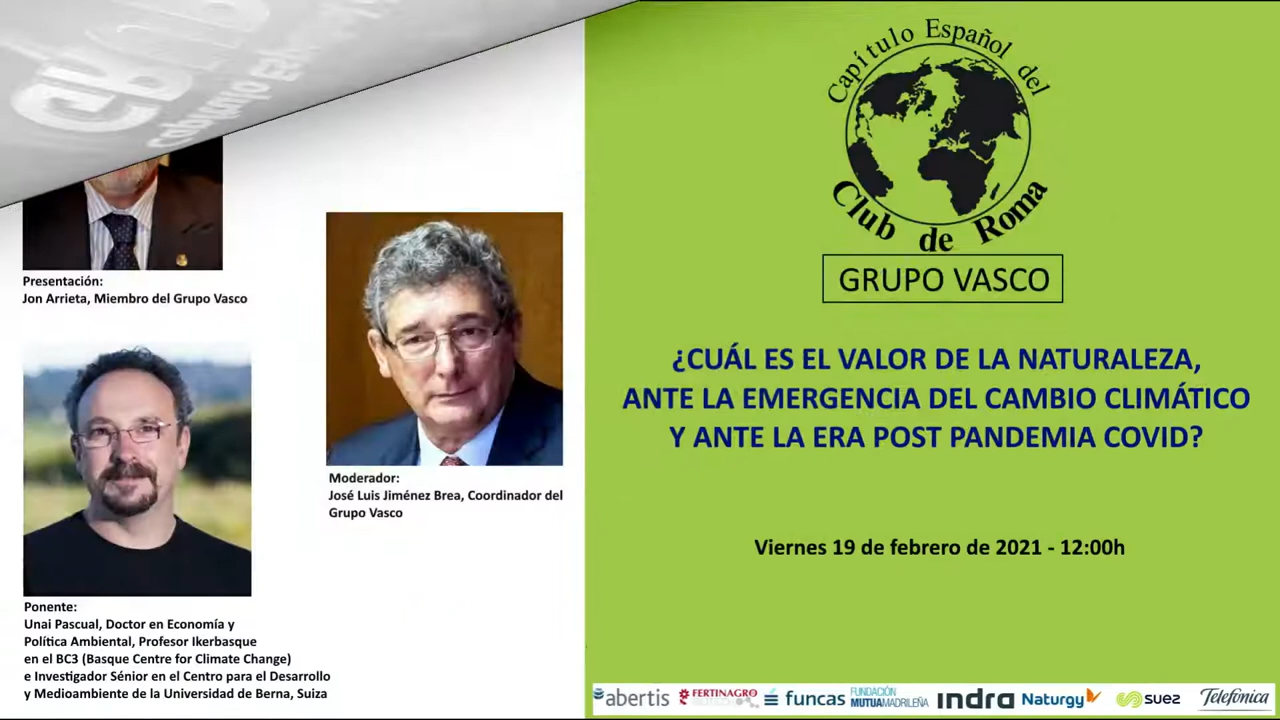 Presentación:
Jon Arrieta, Miembro del Grupo Vasco
Moderador:
José Luis Jiménez Brea, Coordinador del
Grupo Vasco
Ponente:
Unai Pascual, Doctor en Economía y
Política Ambiental, Profesor Ikerbasque
en el BC3 (Basque Centre for Climate Change)
e Investigador Sénior en el Centro para el Desarrollo
y Medioambiente de la Universidad de Berna, Suiza
Capítulo Español del
Club de Roma
GRUPO VASCO
¿CUÁL ES EL VALOR DE LA NATURALEZA,
ANTE LA EMERGENCIA DEL CAMBIO CLIMÁTICO
Y ANTE LA ERA POST PANDEMIA COVID?
Viernes 19 de febrero de 2021 - 12:00h
abertis FERTINAGRO funcas FUNDACIÓN MUTUAMADRILEÑA indra Naturgy suez Telefónica